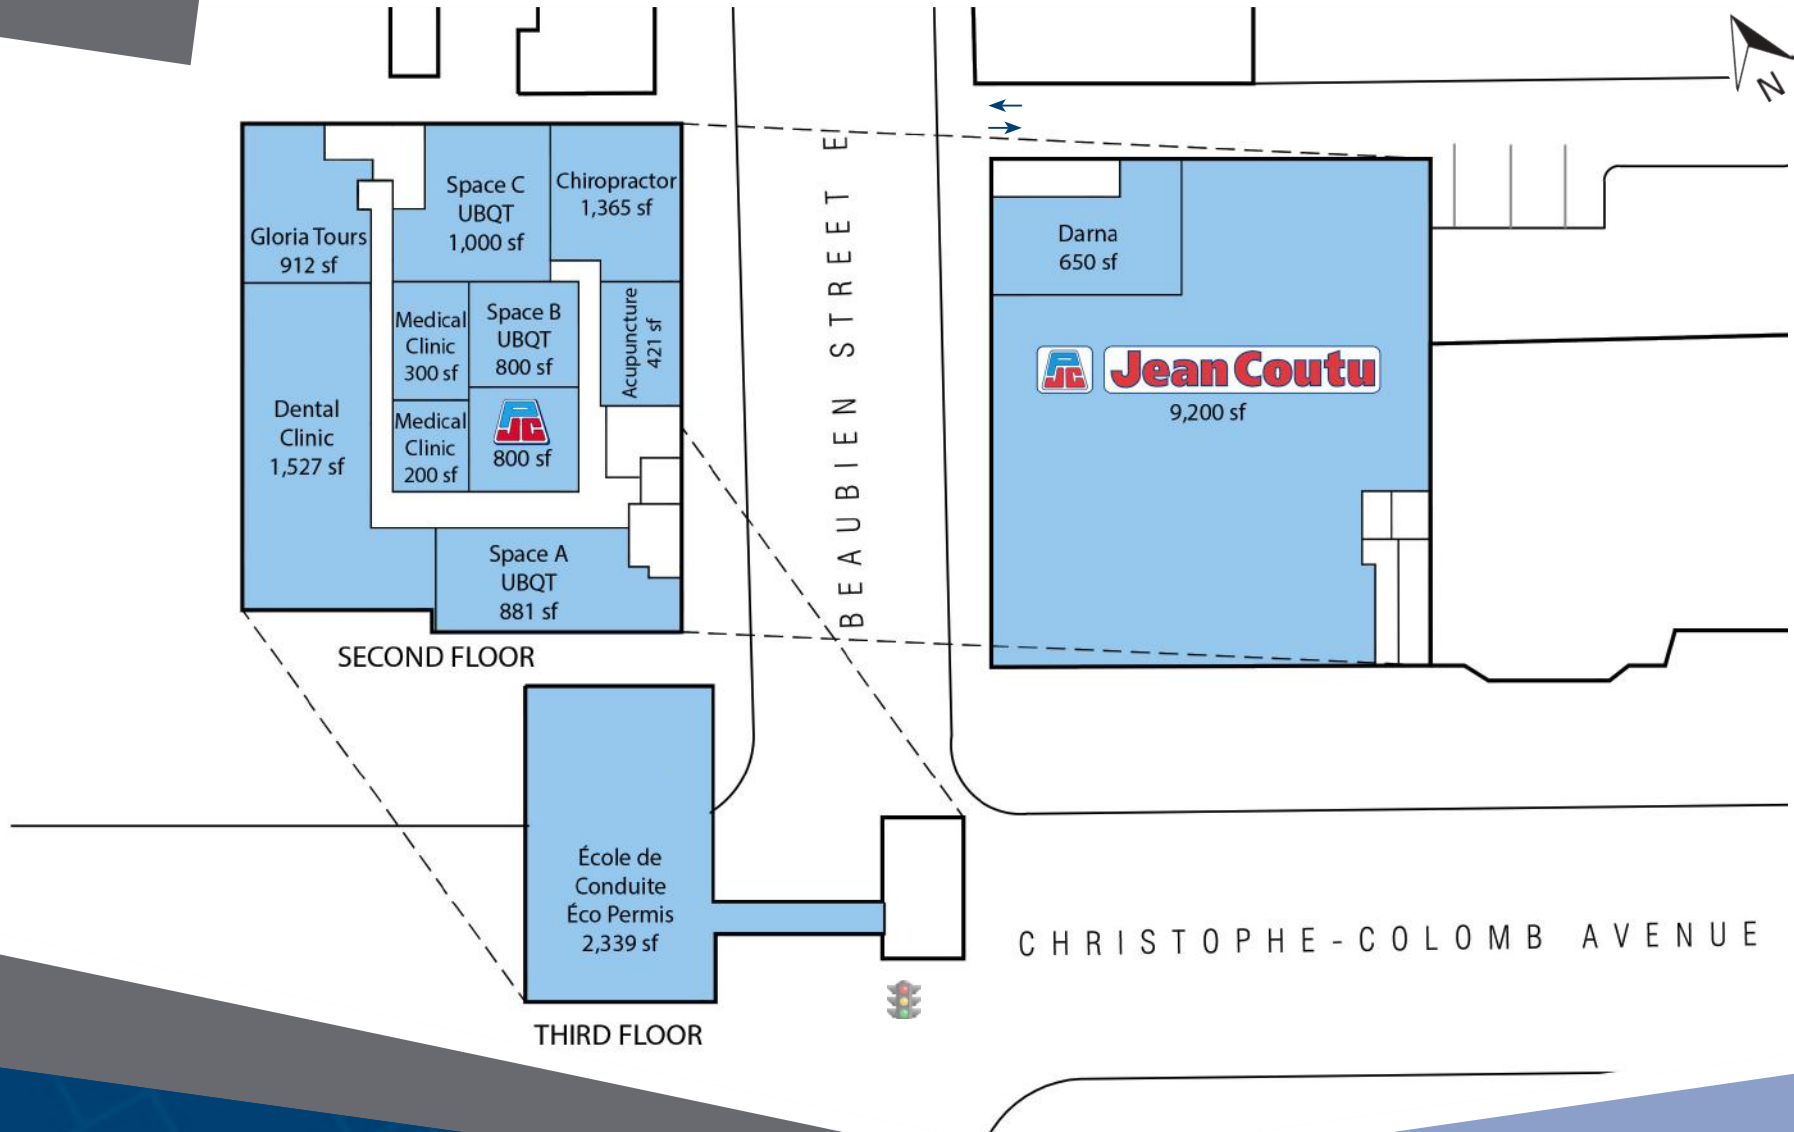 N
Gloria Tours
912 sf
Space C
UBQT
1,000 sf
Chiropractor
1,365 sf
Medical
Clinic
300 sf
Space B
UBQT
800 sf
Acupuncture
421 sf
Dental
Clinic
1,527 sf
Medical
Clinic
200 sf
PJC
800 sf
Space A
UBQT
881 sf
SECOND FLOOR
BEAUBIEN STREET E
Darna
650 sf
PJC Jean Coutu
9,200 sf
École de
Conduite
Éco Permis
2,339 sf
THIRD FLOOR
CHRISTOPHE-COLOMB AVENUE